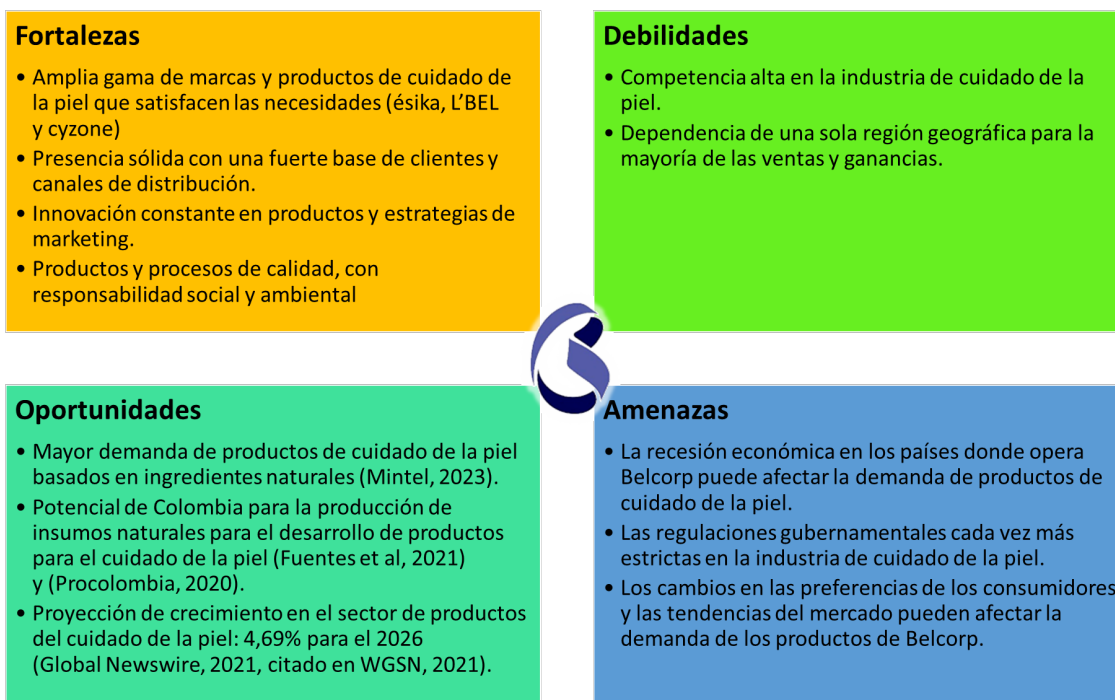 Fortalezas
• Amplia gama de marcas y productos de cuidado de
la piel que satisfacen las necesidades (ésika, L’BEL
y cyzone)
• Presencia sólida con una fuerte base de clientes y
canales de distribución.
• Innovación constante en productos y estrategias de
marketing.
• Productos y procesos de calidad, con
responsabilidad social y ambiental
Debilidades
• Competencia alta en la industria de cuidado de la
piel.
• Dependencia de una sola región geográfica para la
mayoría de las ventas y ganancias.
Oportunidades
• Mayor demanda de productos de cuidado de la piel
basados en ingredientes naturales (Mintel, 2023).
• Potencial de Colombia para la producción de
insumos naturales para el desarrollo de productos
para el cuidado de la piel (Fuentes et al, 2021)
y (Procolombia, 2020).
• Proyección de crecimiento en el sector de productos
del cuidado de la piel: 4,69% para el 2026
(Global Newswire, 2021, citado en WGSN, 2021).
Amenazas
• La recesión económica en los países donde opera
Belcorp puede afectar la demanda de productos de
cuidado de la piel.
• Las regulaciones gubernamentales cada vez más
estrictas en la industria de cuidado de la piel.
• Los cambios en las preferencias de los consumidores
y las tendencias del mercado pueden afectar la
demanda de los productos de Belcorp.